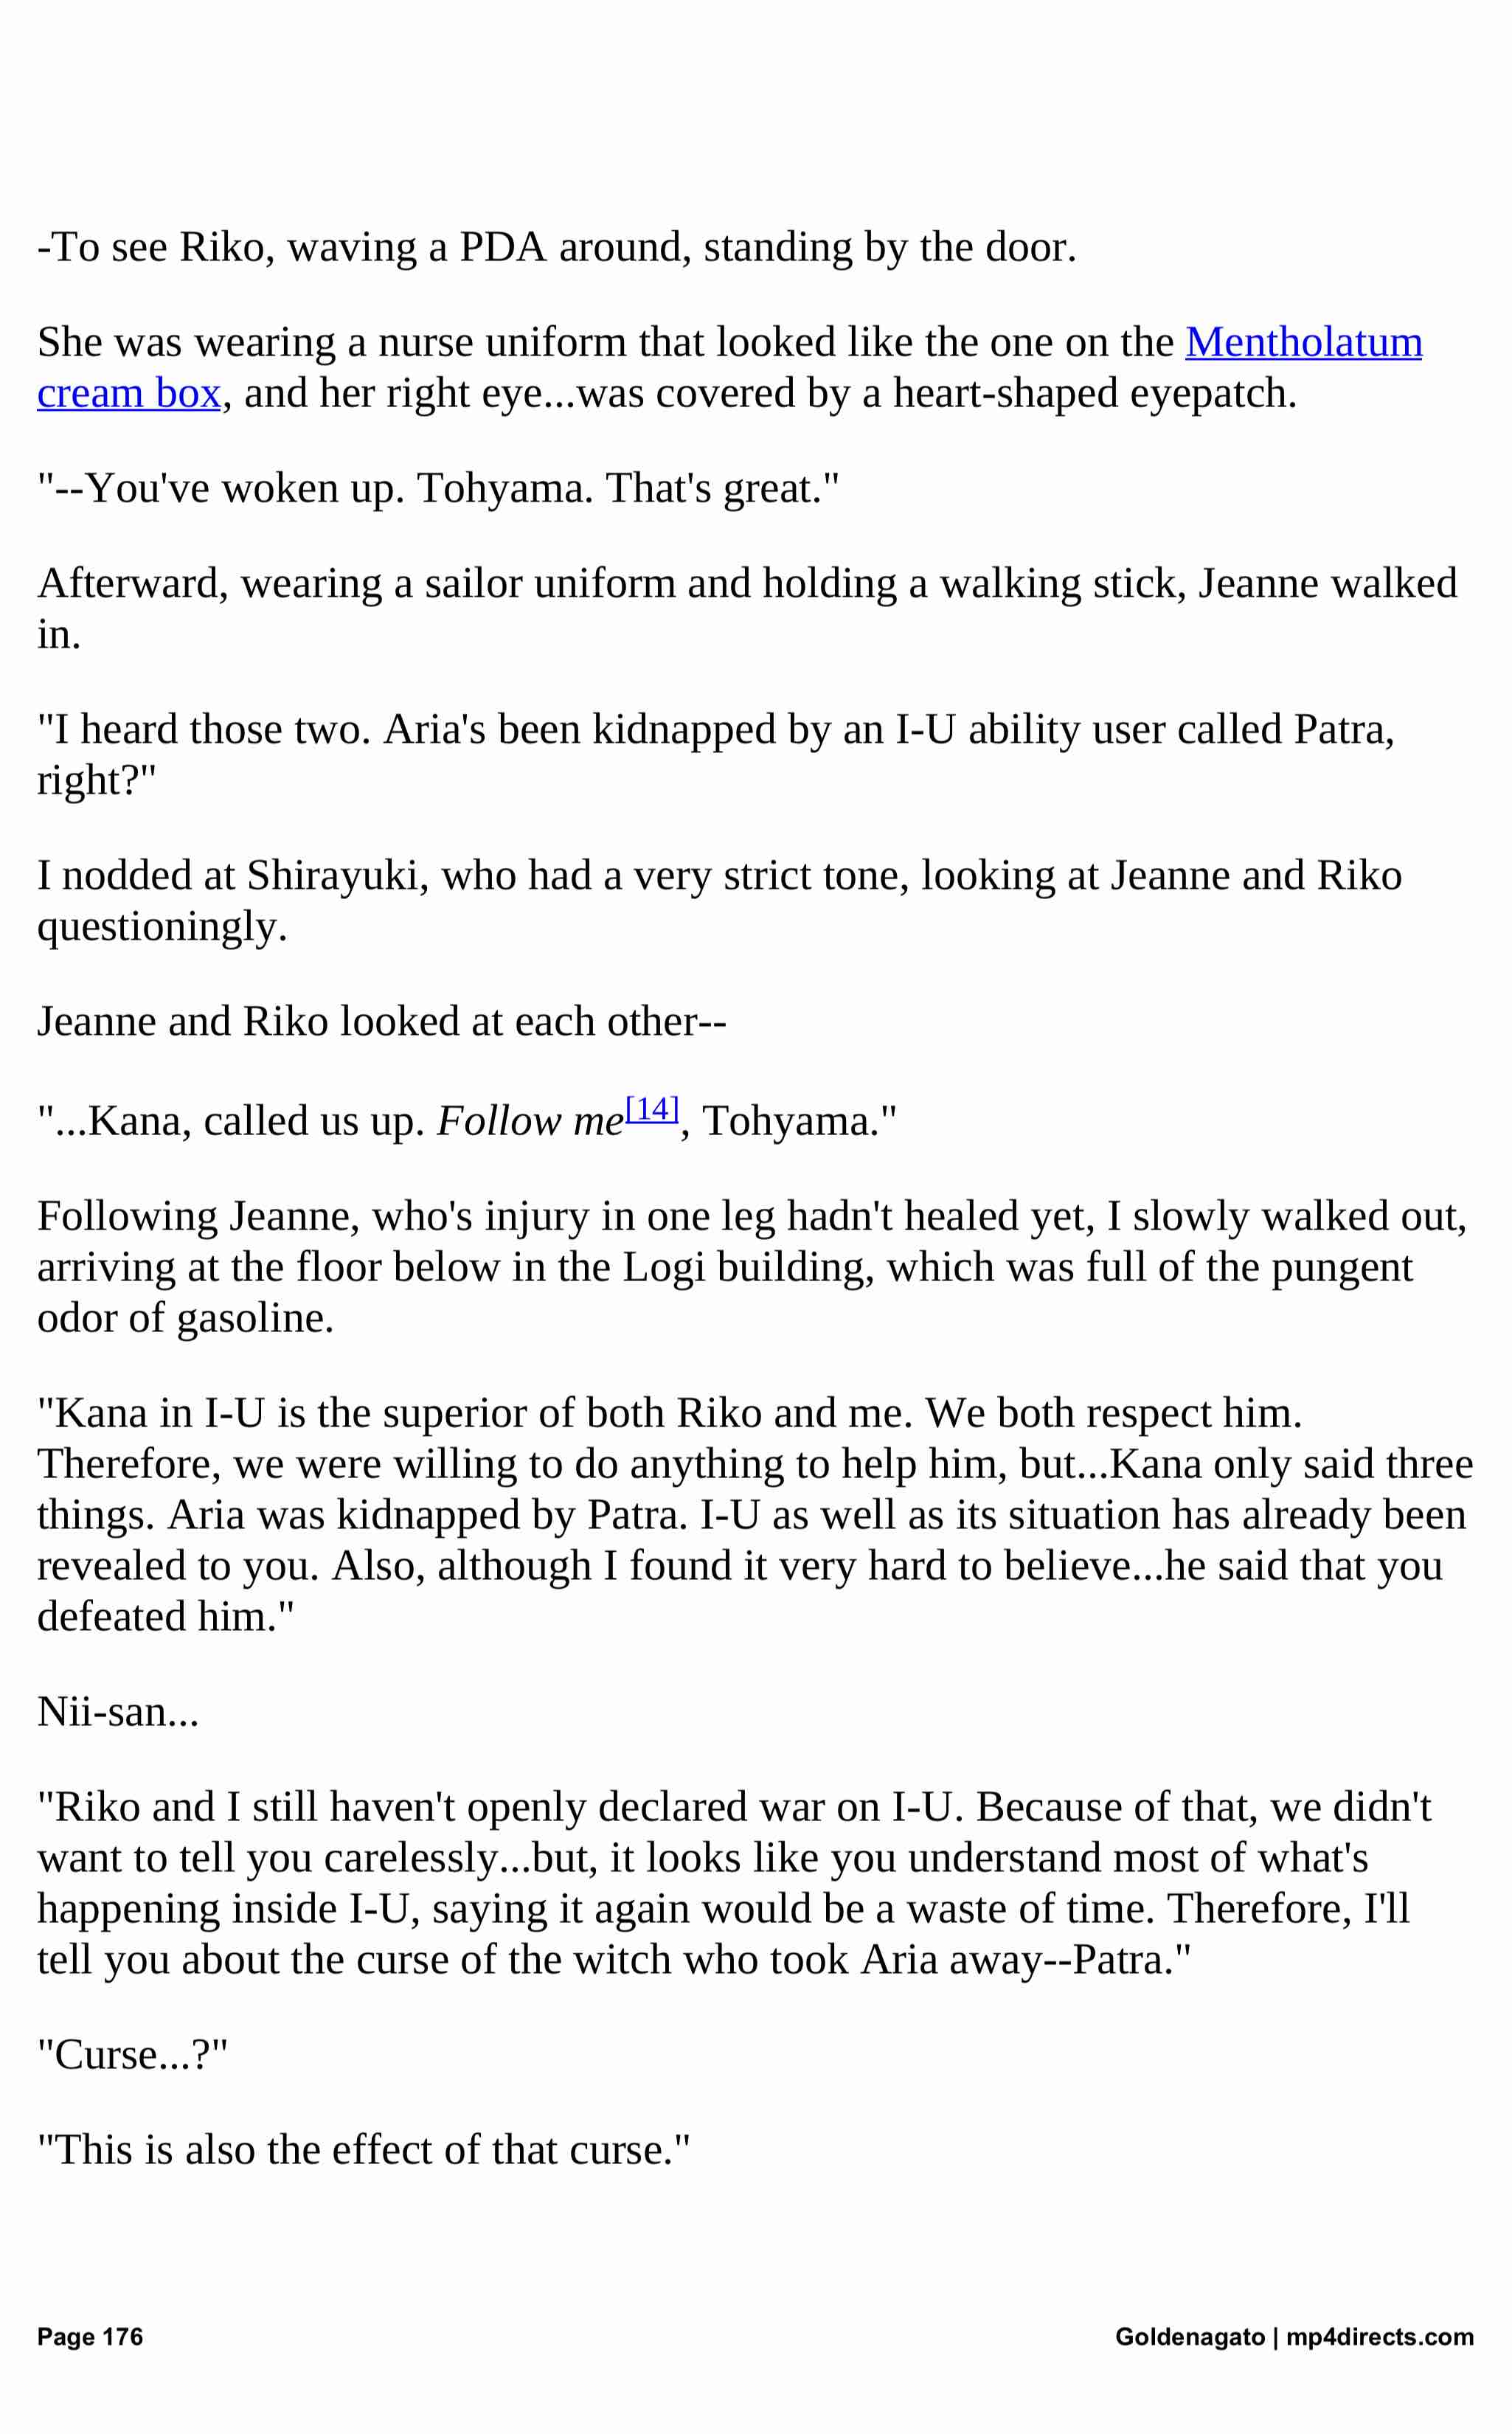 -To see Riko, waving a PDA around, standing by the door.
She was wearing a nurse uniform that looked like the one on the Mentholatum
cream box, and her right eye...was covered by a heart-shaped eyepatch.
"--You've woken up. Tohyama. That's great."
Afterward, wearing a sailor uniform and holding a walking stick, Jeanne walked
in.
"I heard those two. Aria's been kidnapped by an I-U ability user called Patra,
right?"
I nodded at Shirayuki, who had a very strict tone, looking at Jeanne and Riko
questioningly.
Jeanne and Riko looked at each other--
"...Kana, called us up. Follow me[14], Tohyama."
Following Jeanne, who's injury in one leg hadn't healed yet, I slowly walked out,
arriving at the floor below in the Logi building, which was full of the pungent
odor of gasoline.
"Kana in I-U is the superior of both Riko and me. We both respect him.
Therefore, we were willing to do anything to help him, but...Kana only said three
things. Aria was kidnapped by Patra. I-U as well as its situation has already been
revealed to you. Also, although I found it very hard to believe...he said that you
defeated him."
Nii-san...
"Riko and I still haven't openly declared war on I-U. Because of that, we didn't
want to tell you carelessly...but, it looks like you understand most of what's
happening inside I-U, saying it again would be a waste of time. Therefore, I'll
tell you about the curse of the witch who took Aria away--Patra."
"Curse...?"
"This is also the effect of that curse."
Page 176
Goldenagato | mp4directs.com